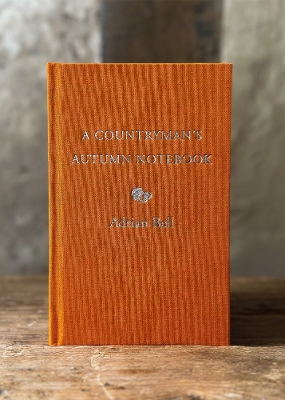 A COUNTRYMAN'S
AUTUMN NOTEBOOK
Adrian Bell